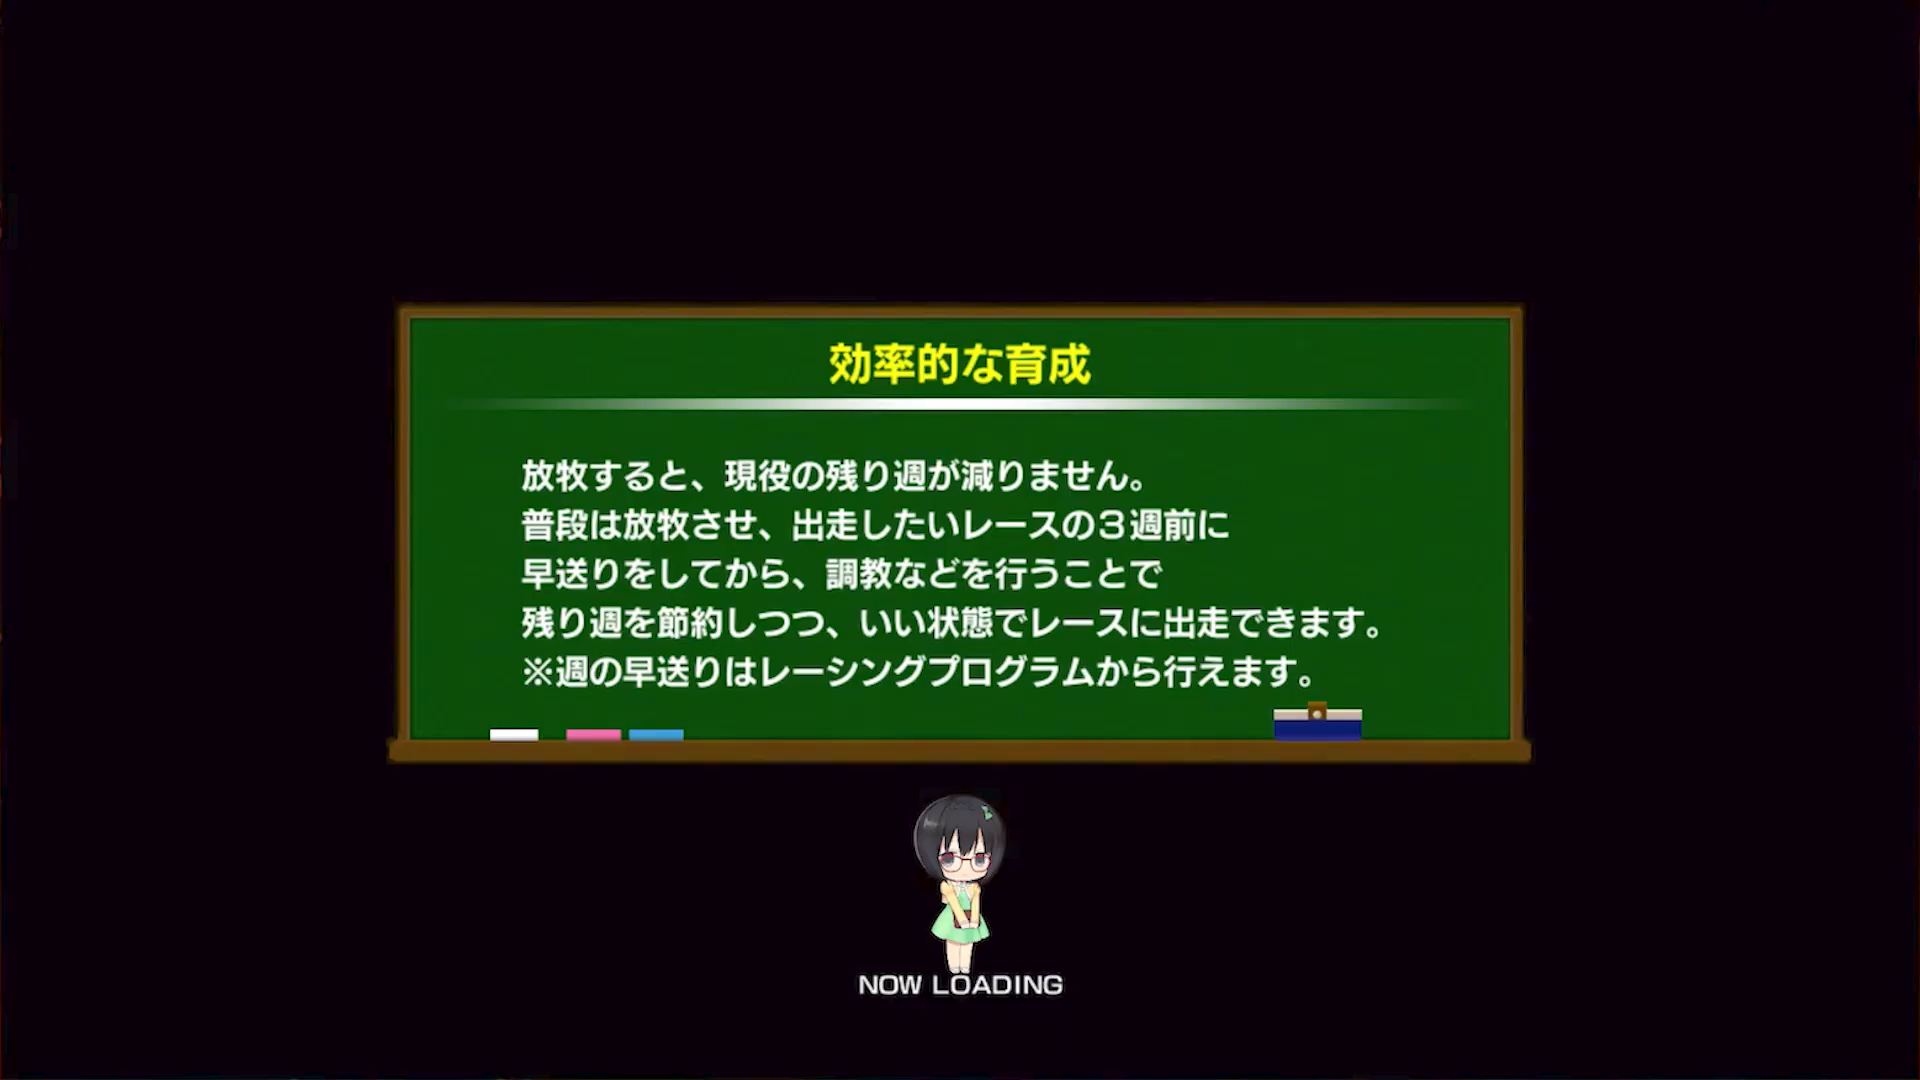 効率的な育成
放牧すると、現役の残り週が減りません。
普段は放牧させ、出走したいレースの３週前に
早送りをしてから、調教などを行うことで
残り週を節約しつつ、いい状態でレースに出走できます。
※週の早送りはレーシングプログラムから行えます。
NOW LOADING